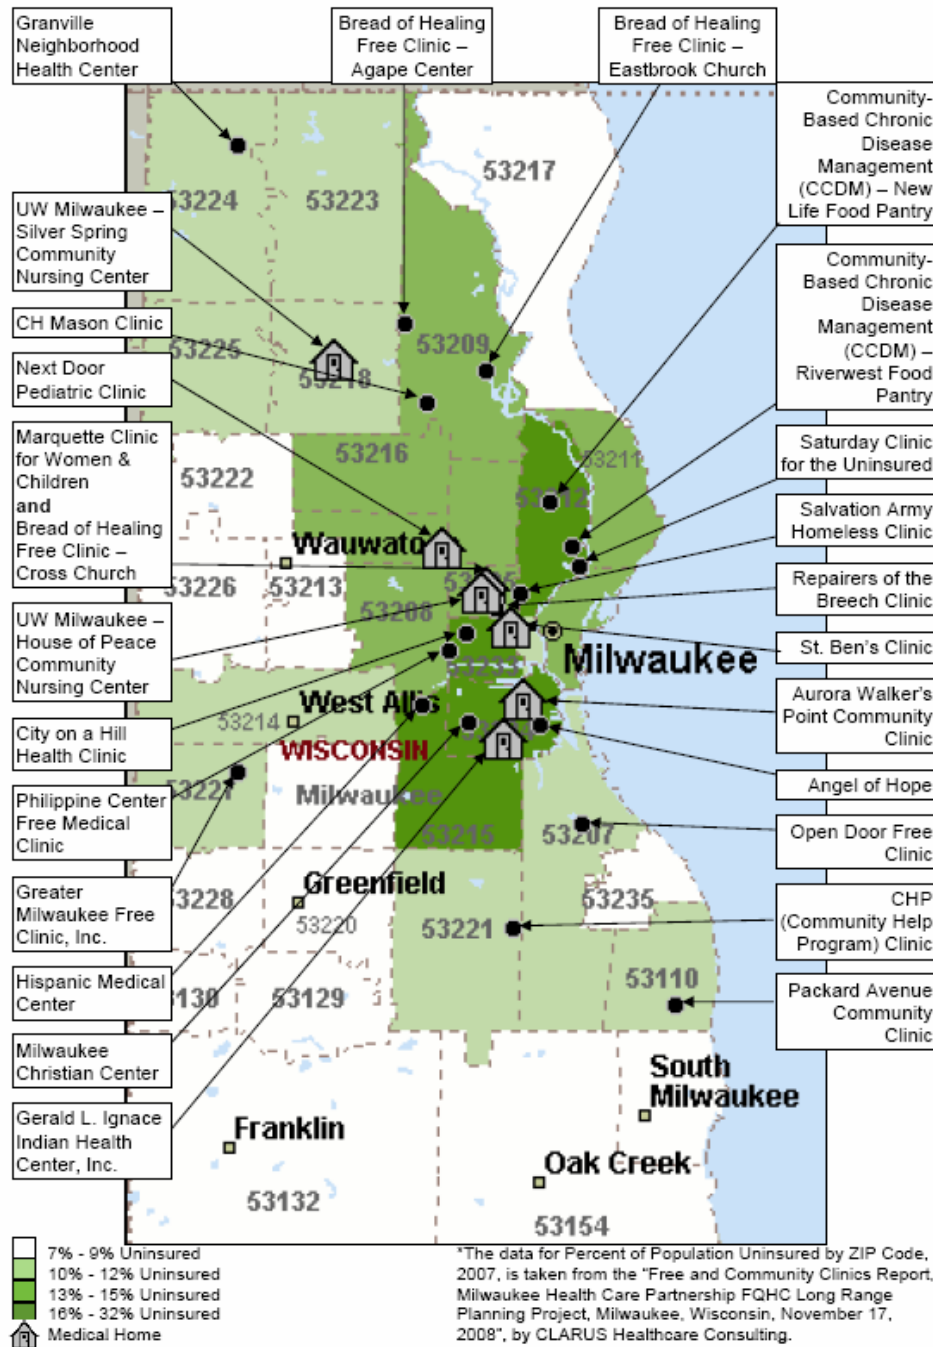 Granville
Neighborhood
Health Center
Bread of Healing
Free Clinic –
Agape Center
Bread of Healing
Free Clinic –
Eastbrook Church
Community-
Based Chronic
Disease
Management
(CCDM) – New
Life Food Pantry
UW Milwaukee –
Silver Spring
Community
Nursing Center
CH Mason Clinic
Next Door
Pediatric Clinic
Marquette Clinic
for Women &
Children
and
Bread of Healing
Free Clinic –
Cross Church
UW Milwaukee –
House of Peace
Community
Nursing Center
City on a Hill
Health Clinic
Philippine Center
Free Medical
Clinic
Greater
Milwaukee Free
Clinic, Inc.
Hispanic Medical
Center
Milwaukee
Christian Center
Gerald L. Ignace
Indian Health
Center, Inc.
Community-
Based Chronic
Disease
Management
(CCDM) –
Riverwest Food
Pantry
Saturday Clinic
for the Uninsured
Salvation Army
Homeless Clinic
Repairers of the
Breech Clinic
St. Ben's Clinic
Aurora Walker's
Point Community
Clinic
Angel of Hope
Open Door Free
Clinic
CHP
(Community Help
Program) Clinic
Packard Avenue
Community
Clinic
53217
53224
53223
53225
53209
53218
53216
53211
53222
53212
Wauwato
53226
53213
53208
Milwaukee
53233
West Allis
53214
WISCONSIN
Milwaukee
53227
53215
53207
53228
Greenfield
53220
53235
53221
53110
53130
53129
South
Milwaukee
Franklin
Oak Creek
53132
53154
7% - 9% Uninsured
10% - 12% Uninsured
13% - 15% Uninsured
16% - 32% Uninsured
Medical Home
*The data for Percent of Population Uninsured by ZIP Code,
2007, is taken from the "Free and Community Clinics Report,
Milwaukee Health Care Partnership FQHC Long Range
Planning Project, Milwaukee, Wisconsin, November 17,
2008", by CLARUS Healthcare Consulting.